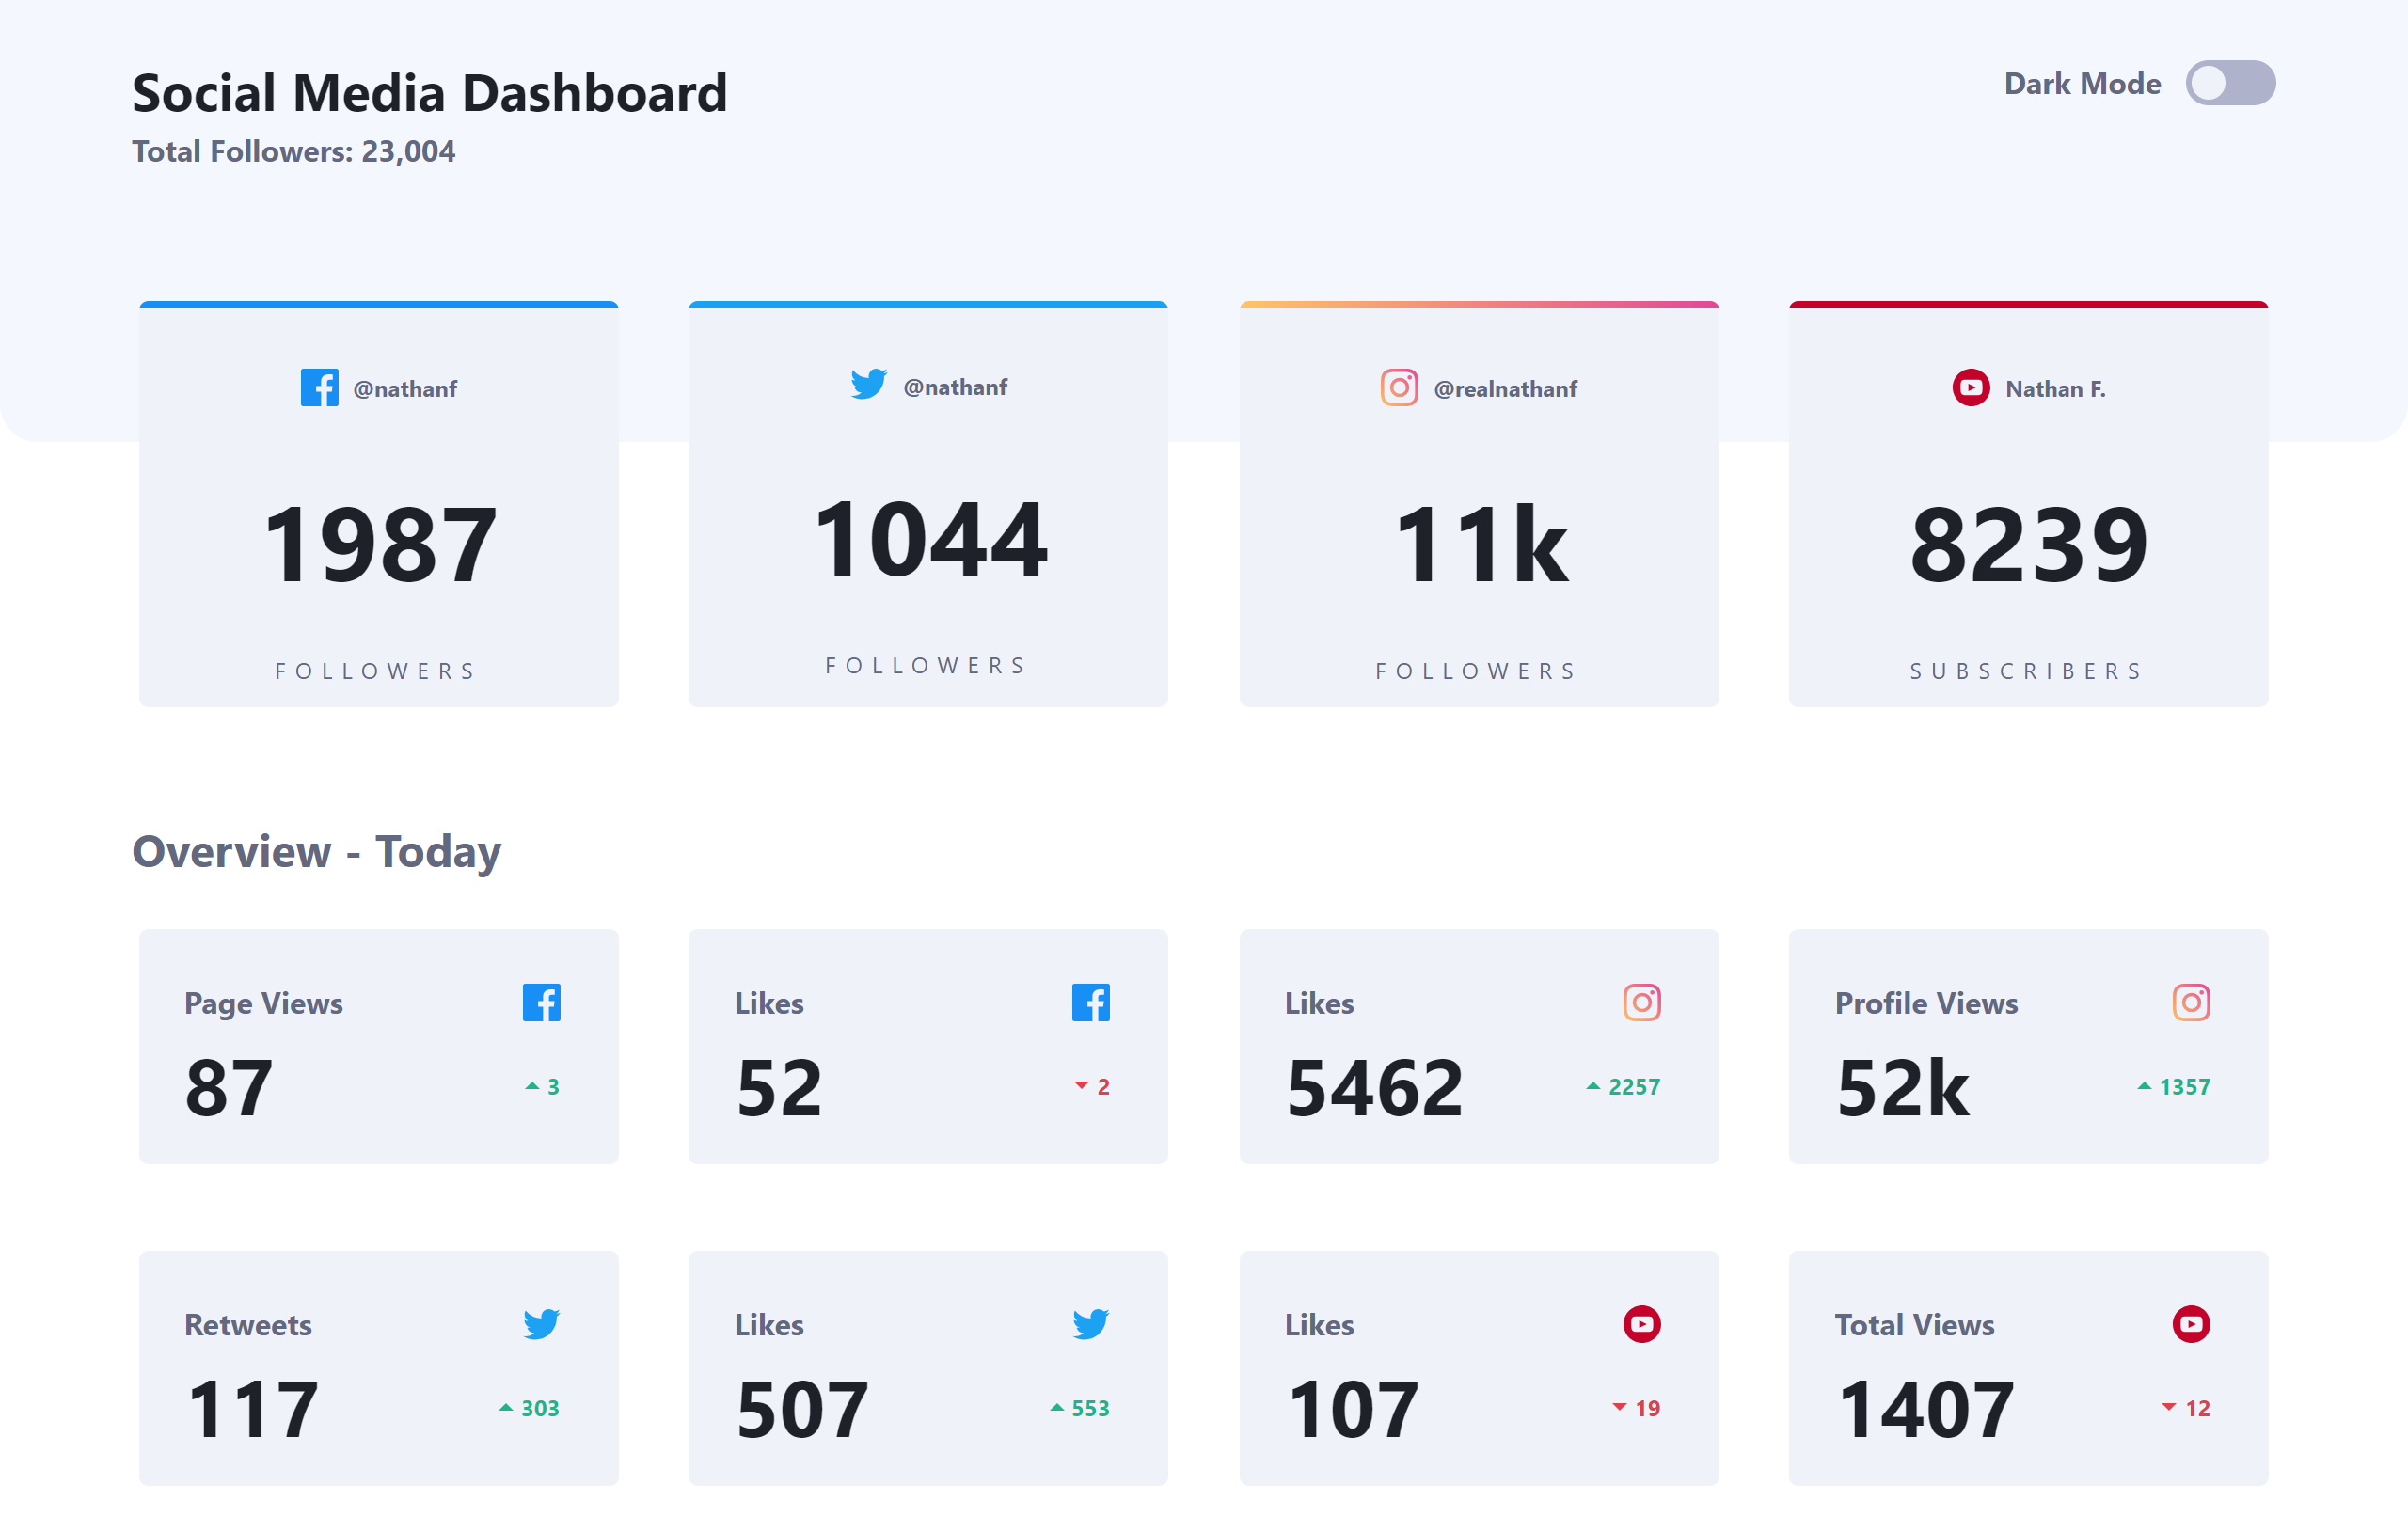 Social Media Dashboard
Total Followers: 23,004
Dark Mode
@nathanf
1987
FOLLOWERS
@nathanf
1044
FOLLOWERS
@realnathanf
11k
FOLLOWERS
Nathan F.
8239
SUBSCRIBERS
Overview - Today
Page Views
87
3
Likes
52
2
Likes
5462
2257
Profile Views
52k
1357
Retweets
117
303
Likes
507
553
Likes
107
19
Total Views
1407
12